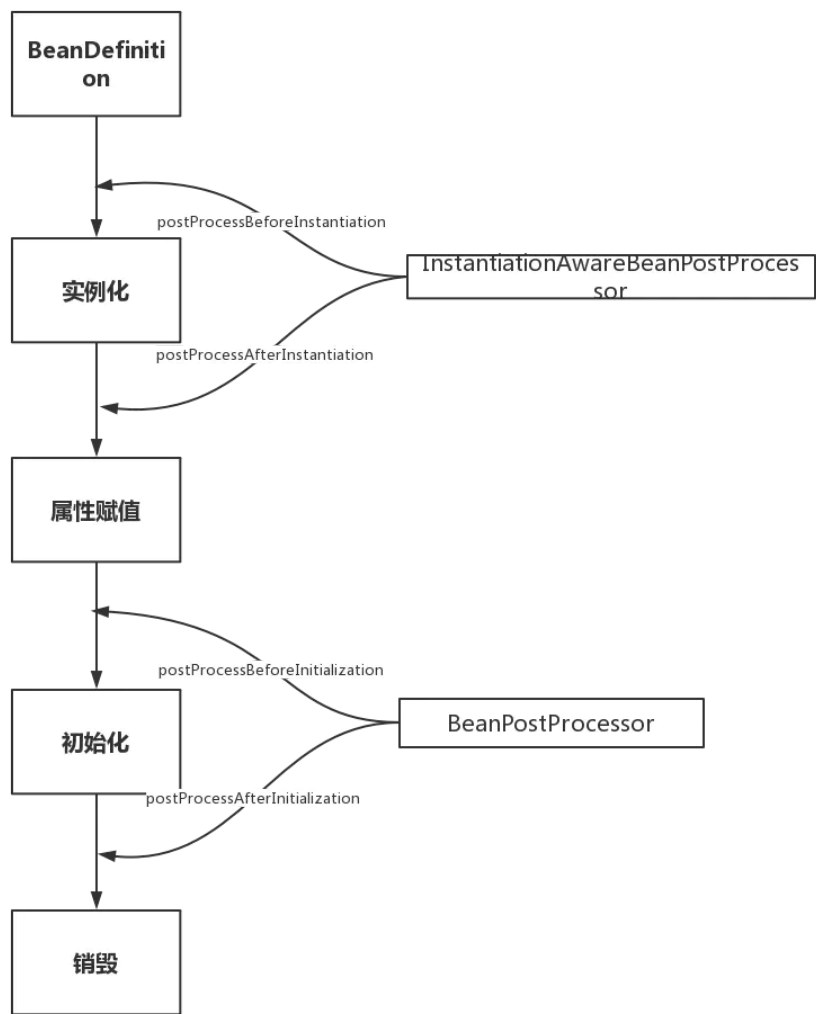 BeanDefiniti
on
postProcessBeforeInstantiation
InstantiationAwareBeanPostProces
sor
实例化
postProcessAfterInstantiation
属性赋值
postProcessBeforeInitialization
BeanPostProcessor
初始化
postProcessAfterInitialization
销毁